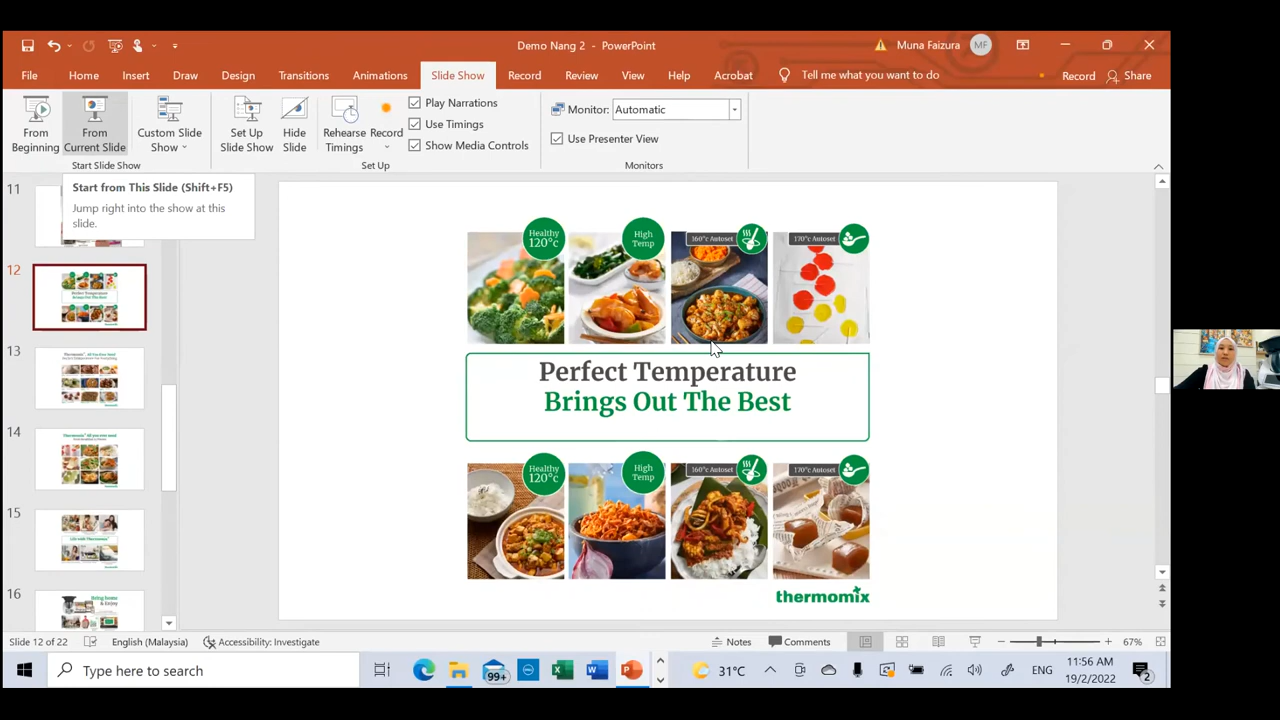 Demo Nang 2 - PowerPoint
Muna Faizura
MF
File
Home
Insert
Draw
Design
Transitions
Animations
Slide Show
Record
Review
View
Help
Acrobat
Tell me what you want to do
Record
Share
From Beginning
From Current Slide
Custom Slide Show
Set Up Slide Show
Hide Slide
Rehearse Timings
Record
Play Narrations
Use Timings
Show Media Controls
Monitor:
Automatic
Use Presenter View
Start Slide Show
Set Up
Monitors
Start from This Slide (Shift+F5)
Jump right into the show at this
slide.
11
12
13
14
15
16
Healthy
120°c
High
Temp
160°c Autoset
170°c Autoset
Perfect Temperature
Brings Out The Best
Healthy
120°c
High
Temp
160°c Autoset
170°c Autoset
thermomix
Slide 12 of 22
English (Malaysia)
Accessibility: Investigate
Notes
Comments
67%
Type here to search
99+
31°C
ENG
11:56 AM
19/2/2022
2